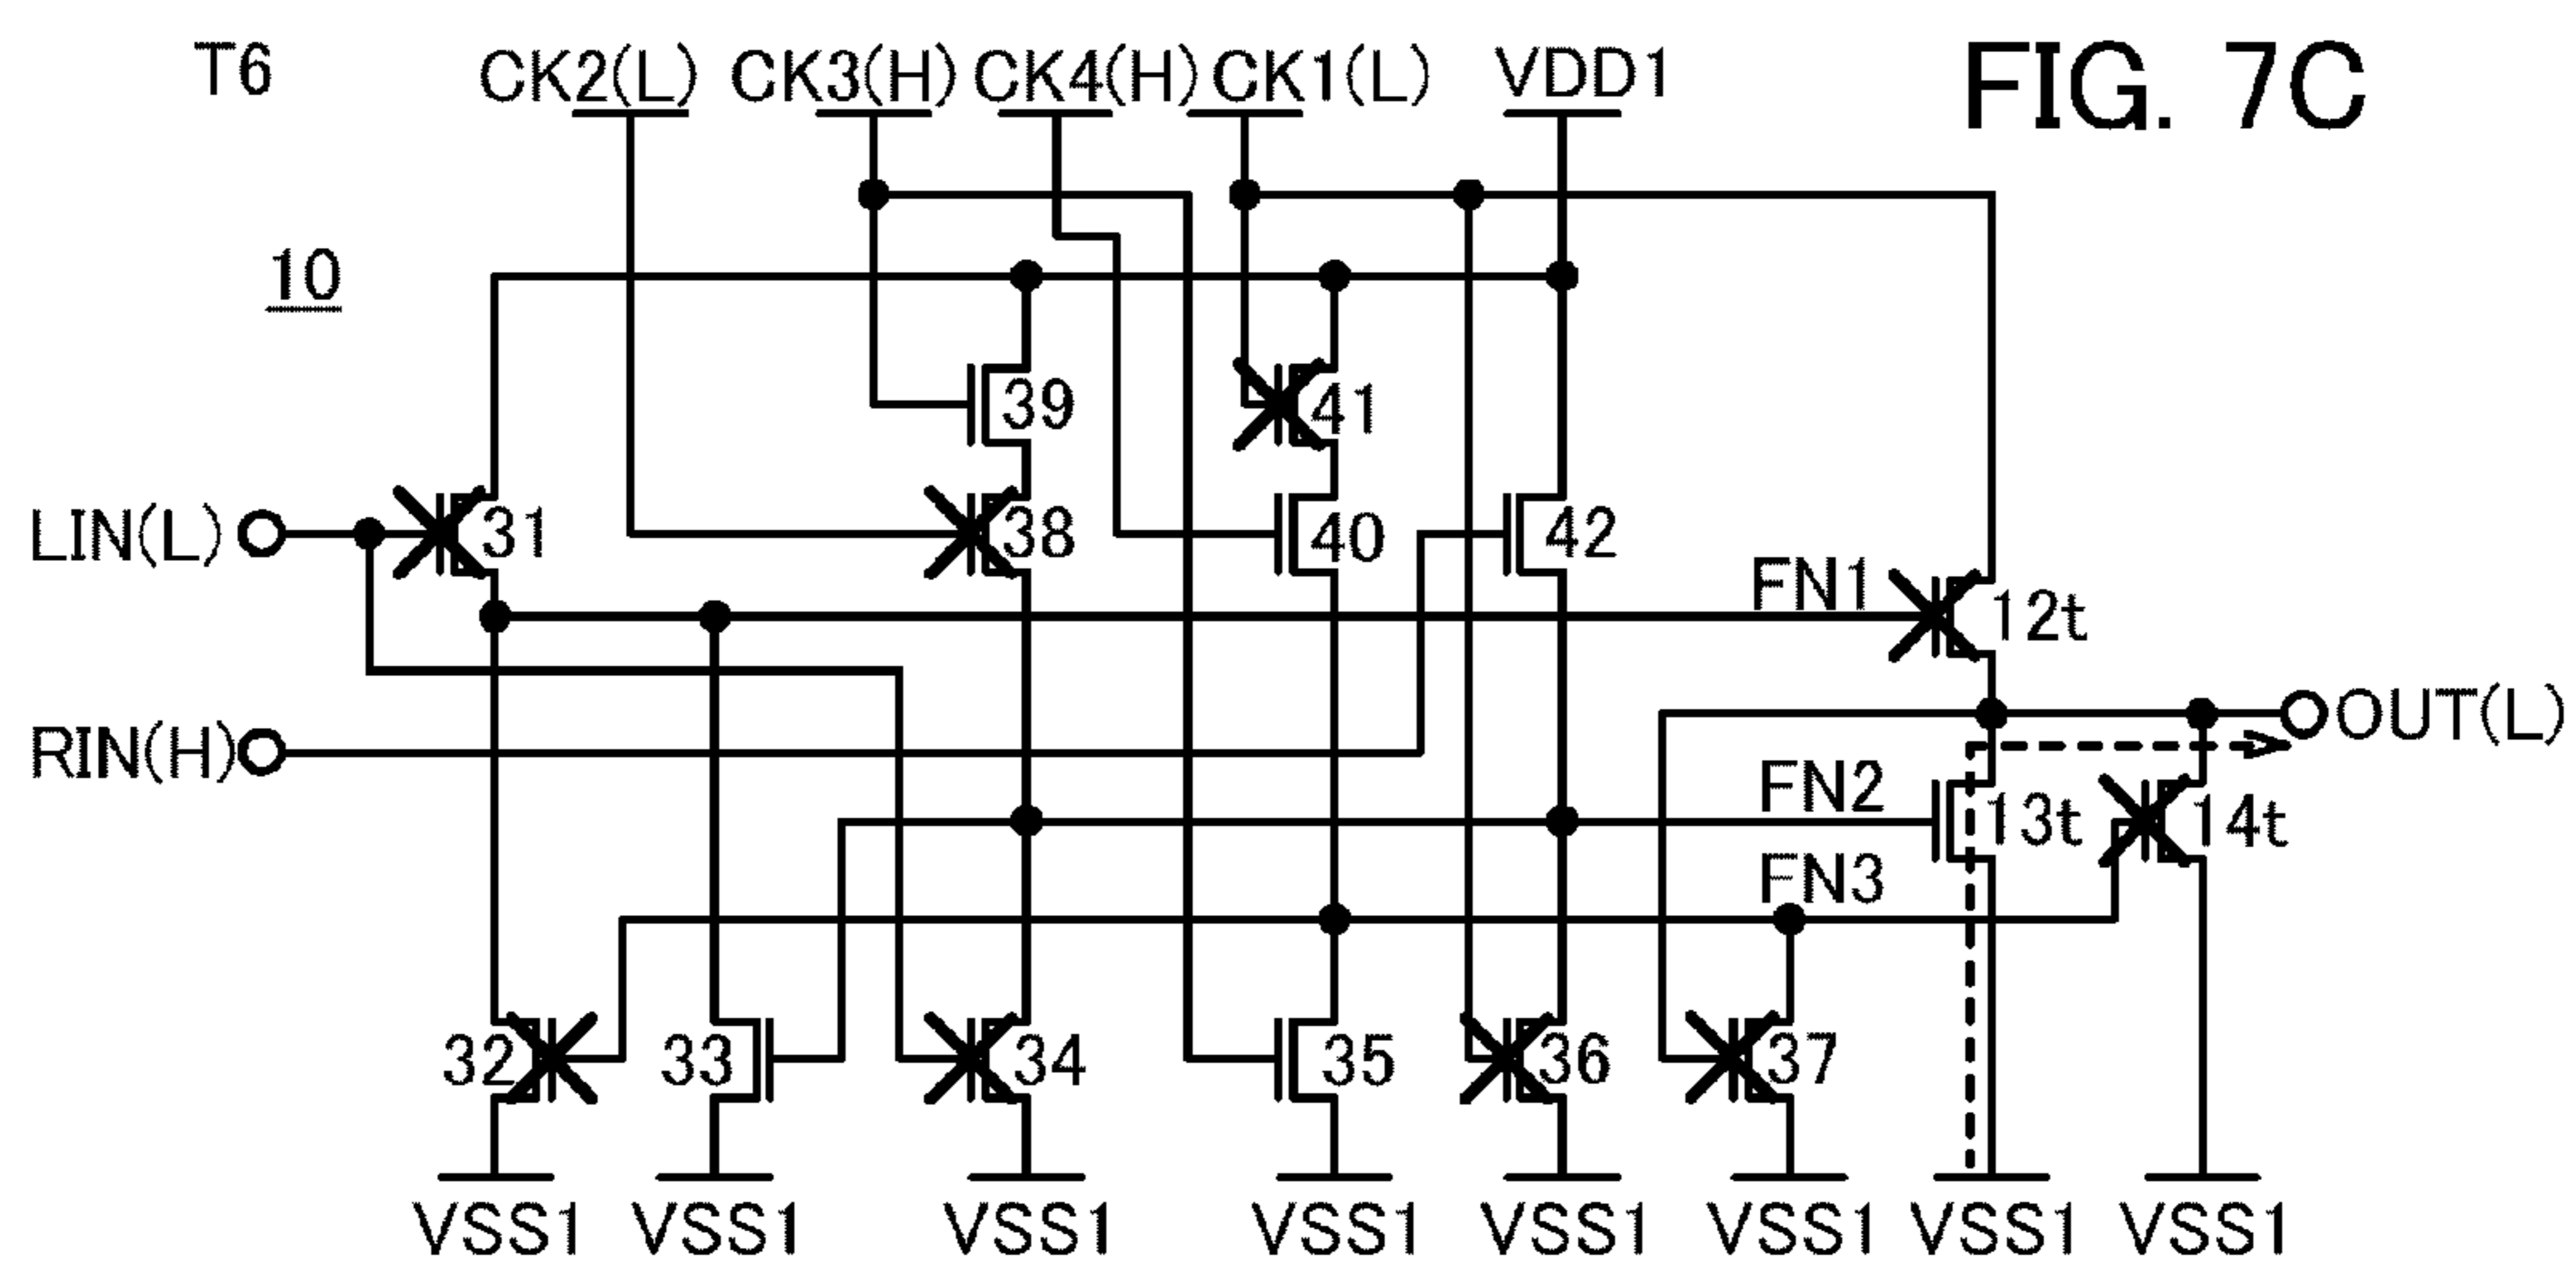 T6 CK2(L) CK3(H) CK4(H) CK1(L) VDD1 FIG. 7C
10
39 41
LIN(L) 31 38 40 42
FN1 12t
RIN(H) OUT(L)
FN2 13t 14t
FN3
32 33 34 35 36 37
VSS1 VSS1 VSS1 VSS1 VSS1 VSS1 VSS1 VSS1